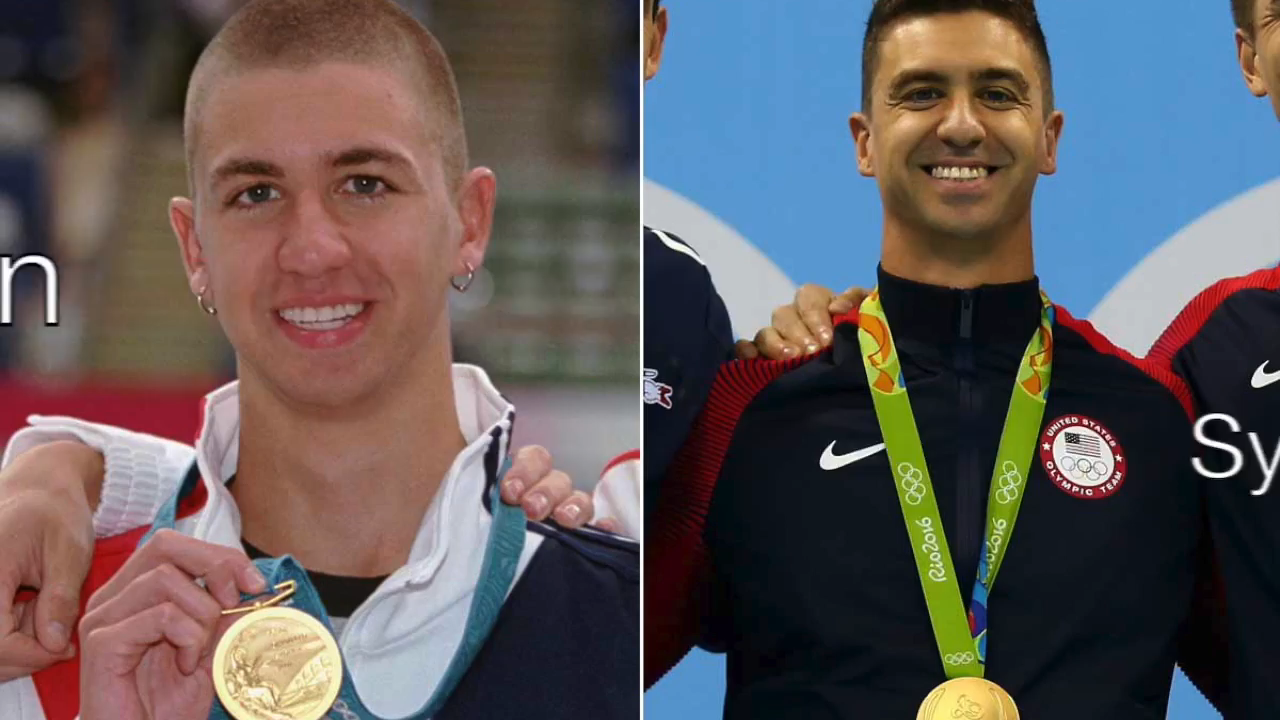 n
Sy
UNITED STATES
OLYMPIC TEAM
Rio2016
Rio2016